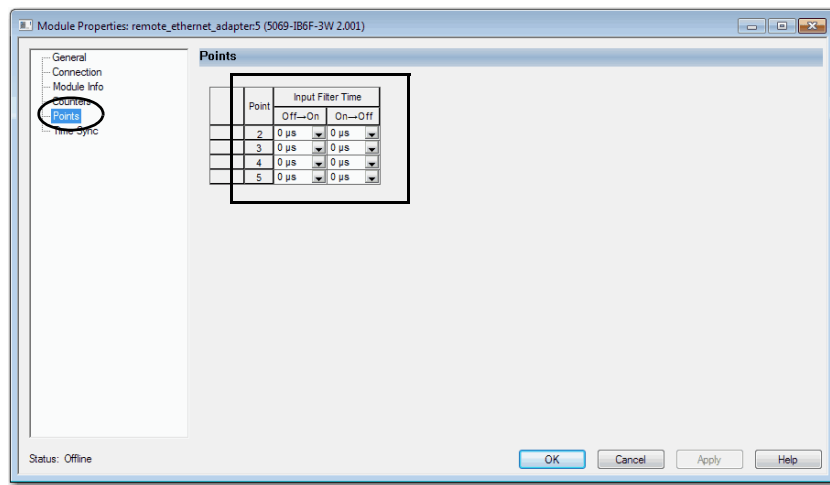 Module Properties: remote_ethernet_adapter:5 (5069-IB6F-3W 2.001)
General
Connection
Module Info
Counters
Points
Time Sync
Points
Point
Input Filter Time
Off→On On→Off
2 0 µs 0 µs
3 0 µs 0 µs
4 0 µs 0 µs
5 0 µs 0 µs
Status: Offline
OK Cancel Apply Help